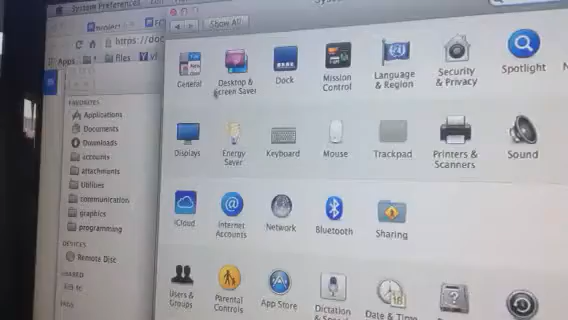 System Preferences
Show All
https://doc
Apps
files
FAVORITES
Applications
Documents
Downloads
accounts
attachments
Utilities
communication
graphics
programming
DEVICES
Remote Disc
SHARED
TAGS
General
Desktop &
Screen Saver
Dock
Mission
Control
Language
& Region
Security
& Privacy
Spotlight
Displays
Energy
Saver
Keyboard
Mouse
Trackpad
Printers &
Scanners
Sound
iCloud
Internet
Accounts
Network
Bluetooth
Sharing
Users &
Groups
Parental
Controls
App Store
Dictation
Date & Time
18